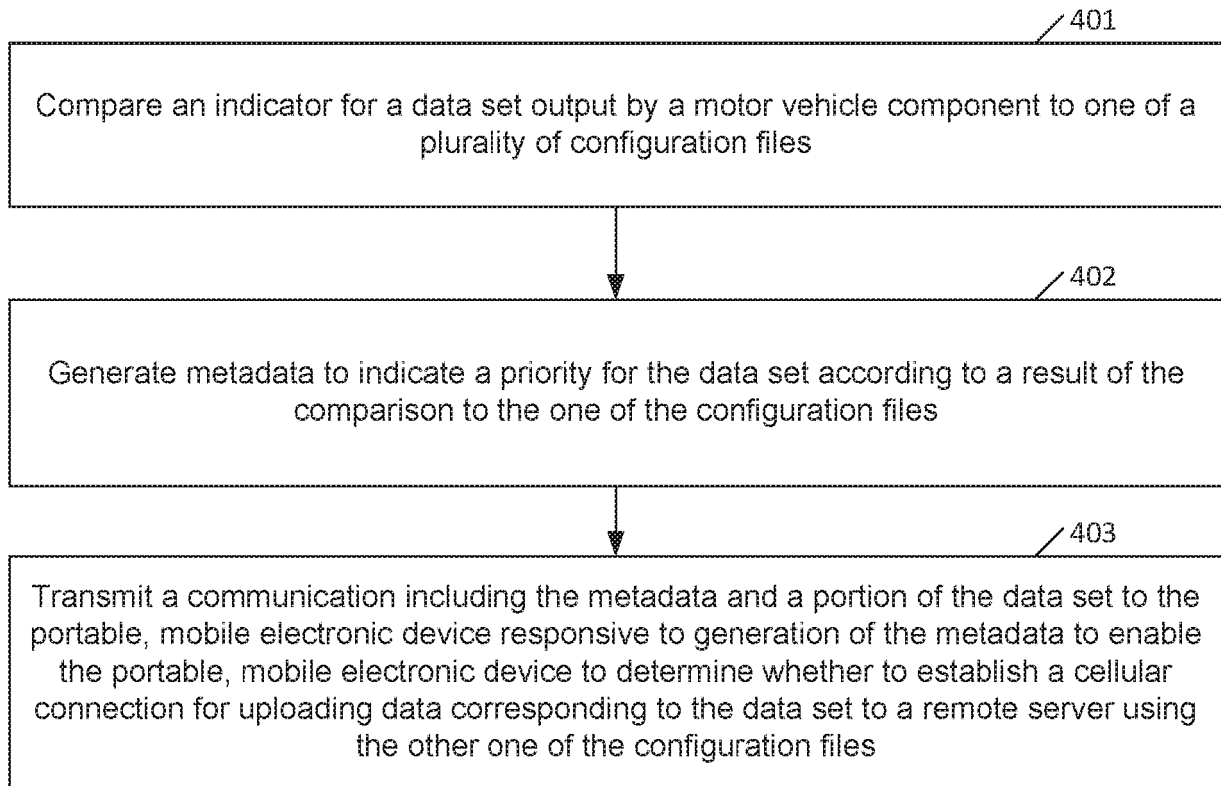 401
Compare an indicator for a data set output by a motor vehicle component to one of a
plurality of configuration files
402
Generate metadata to indicate a priority for the data set according to a result of the
comparison to the one of the configuration files
403
Transmit a communication including the metadata and a portion of the data set to the
portable, mobile electronic device responsive to generation of the metadata to enable
the portable, mobile electronic device to determine whether to establish a cellular
connection for uploading data corresponding to the data set to a remote server using
the other one of the configuration files